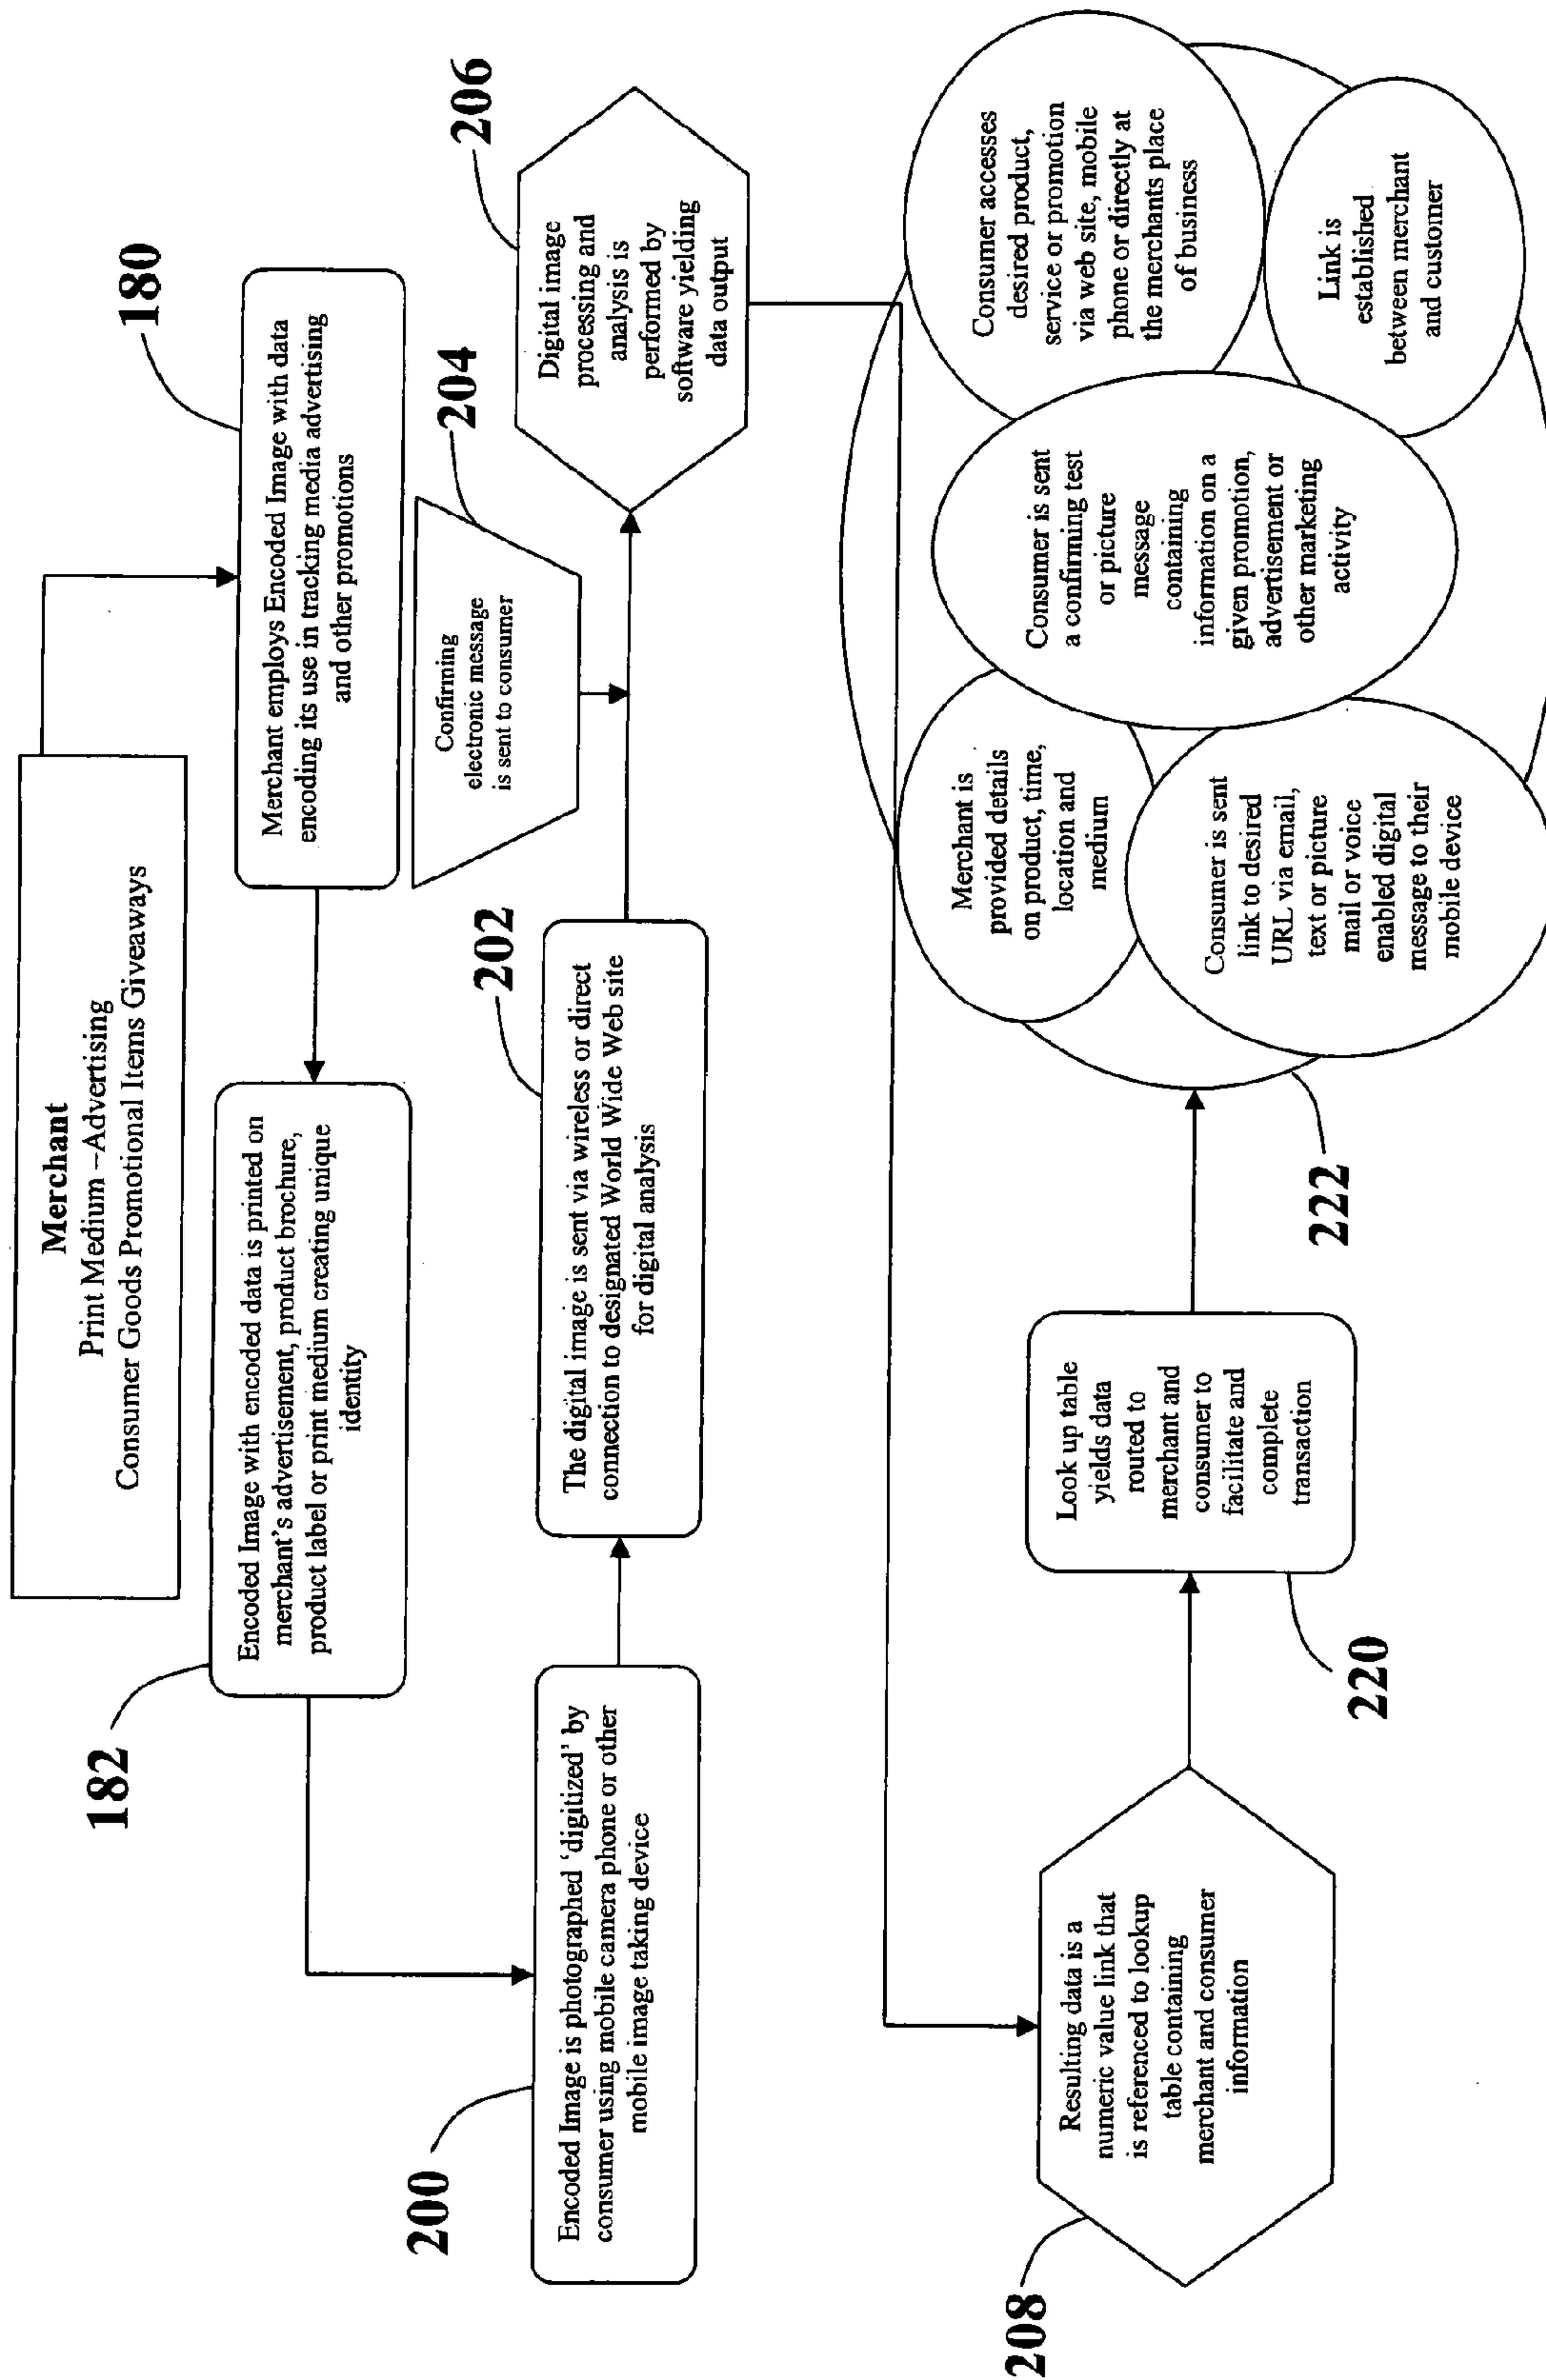 Merchant
Print Medium –Advertising
Consumer Goods Promotional Items Giveaways
180
Merchant employs Encoded Image with data
encoding its use in tracking media advertising
and other promotions
182
Encoded Image with encoded data is printed on
merchant's advertisement, product brochure,
product label or print medium creating unique
identity
200
Encoded Image is photographed 'digitized' by
consumer using mobile camera phone or other
mobile image taking device
202
The digital image is sent via wireless or direct
connection to designated World Wide Web site
for digital analysis
204
Confirming
electronic message
is sent to consumer
206
Digital image
processing and
analysis is
performed by
software yielding
data output
208
Resulting data is a
numeric value link that
is referenced to lookup
table containing
merchant and consumer
information
220
Look up table
yields data
routed to
merchant and
consumer to
facilitate and
complete
transaction
222
Merchant is
provided details
on product, time,
location and
medium
Consumer is sent
link to desired
URL via email,
text or picture
mail or voice
enabled digital
message to their
mobile device
Consumer is sent
a confirming test
or picture
message
containing
information on a
given promotion,
advertisement or
other marketing
activity
Consumer accesses
desired product,
service or promotion
via web site, mobile
phone or directly at
the merchants place
of business
Link is
established
between merchant
and customer